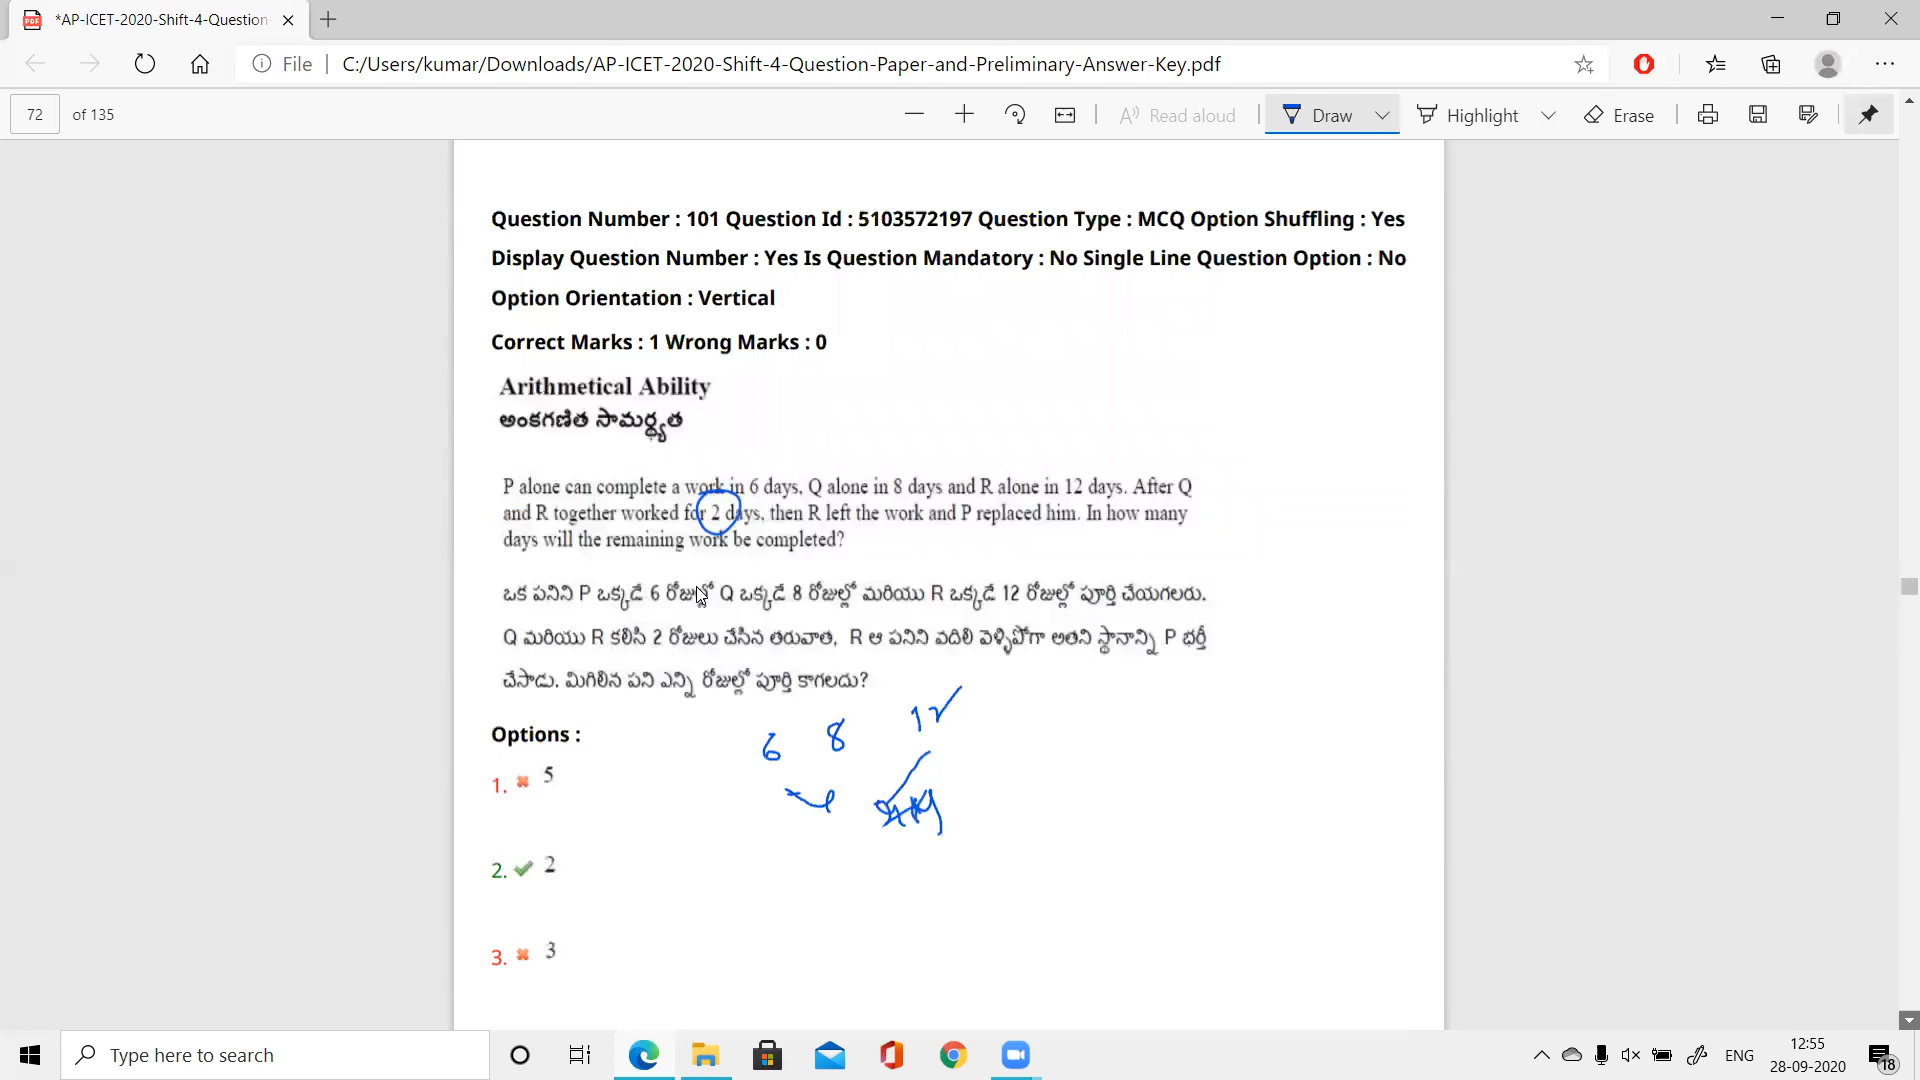 *AP-ICET-2020-Shift-4-Question
File
C:/Users/kumar/Downloads/AP-ICET-2020-Shift-4-Question-Paper-and-Preliminary-Answer-Key.pdf
72 of 135
Read aloud
Draw
Highlight
Erase
Question Number : 101 Question Id : 5103572197 Question Type : MCQ Option Shuffling : Yes
Display Question Number : Yes Is Question Mandatory : No Single Line Question Option : No
Option Orientation : Vertical
Correct Marks : 1 Wrong Marks : 0
Arithmetical Ability
అంకగణిత సామర్థ్యత
P alone can complete a work in 6 days, Q alone in 8 days and R alone in 12 days. After Q
and R together worked for 2 days, then R left the work and P replaced him. In how many
days will the remaining work be completed?
ఒక పనిని P ఒక్కడే 6 రోజుల్లో Q ఒక్కడే 8 రోజుల్లో మరియు R ఒక్కడే 12 రోజుల్లో పూర్తి చేయగలరు.
Q మరియు R కలిసి 2 రోజులు చేసిన తరువాత, R ఆ పనిని వదిలి వెళ్ళిపోగా అతని స్థానాన్ని P భర్తీ
చేసాడు. మిగిలిన పని ఎన్ని రోజుల్లో పూర్తి కాగలదు?
6 8 12
Options :
1. 5
2. 2
3. 3
Type here to search
ENG
12:55
28-09-2020
18